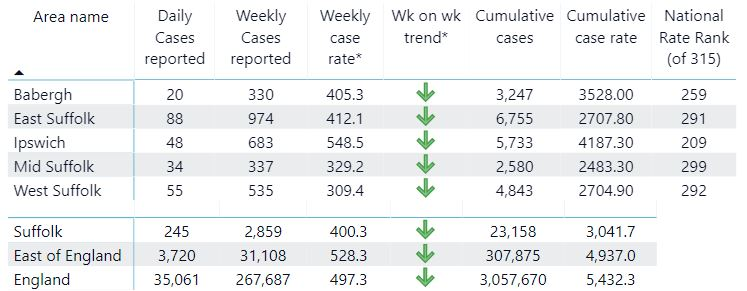 Area name Daily Cases reported Weekly Cases reported Weekly case rate* Wk on wk trend* Cumulative cases Cumulative case rate National Rate Rank (of 315)
Babergh 20 330 405.3 3,247 3528.00 259
East Suffolk 88 974 412.1 6,755 2707.80 291
Ipswich 48 683 548.5 5,733 4187.30 209
Mid Suffolk 34 337 329.2 2,580 2483.30 299
West Suffolk 55 535 309.4 4,843 2704.90 292
Suffolk 245 2,859 400.3 23,158 3,041.7
East of England 3,720 31,108 528.3 307,875 4,937.0
England 35,061 267,687 497.3 3,057,670 5,432.3